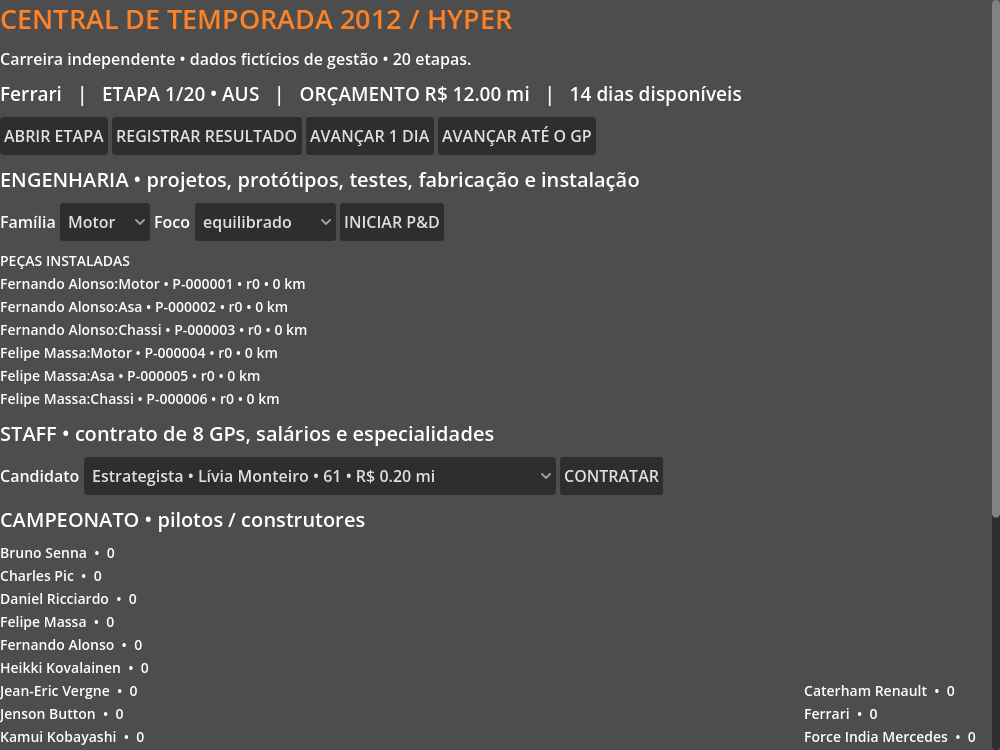 CENTRAL DE TEMPORADA 2012 / HYPER
Carreira independente • dados fictícios de gestão • 20 etapas.
Ferrari | ETAPA 1/20 • AUS | ORÇAMENTO R$ 12.00 mi | 14 dias disponíveis
ABRIR ETAPA REGISTRAR RESULTADO AVANÇAR 1 DIA AVANÇAR ATÉ O GP
ENGENHARIA • projetos, protótipos, testes, fabricação e instalação
Família Motor Foco equilibrado INICIAR P&D
PEÇAS INSTALADAS
Fernando Alonso:Motor • P-000001 • r0 • 0 km
Fernando Alonso:Asa • P-000002 • r0 • 0 km
Fernando Alonso:Chassi • P-000003 • r0 • 0 km
Felipe Massa:Motor • P-000004 • r0 • 0 km
Felipe Massa:Asa • P-000005 • r0 • 0 km
Felipe Massa:Chassi • P-000006 • r0 • 0 km
STAFF • contrato de 8 GPs, salários e especialidades
Candidato Estrategista • Lívia Monteiro • 61 • R$ 0.20 mi CONTRATAR
CAMPEONATO • pilotos / construtores
Bruno Senna • 0
Charles Pic • 0
Daniel Ricciardo • 0
Felipe Massa • 0
Fernando Alonso • 0
Heikki Kovalainen • 0
Jean-Eric Vergne • 0 Caterham Renault • 0
Jenson Button • 0 Ferrari • 0
Kamui Kobayashi • 0 Force India Mercedes • 0